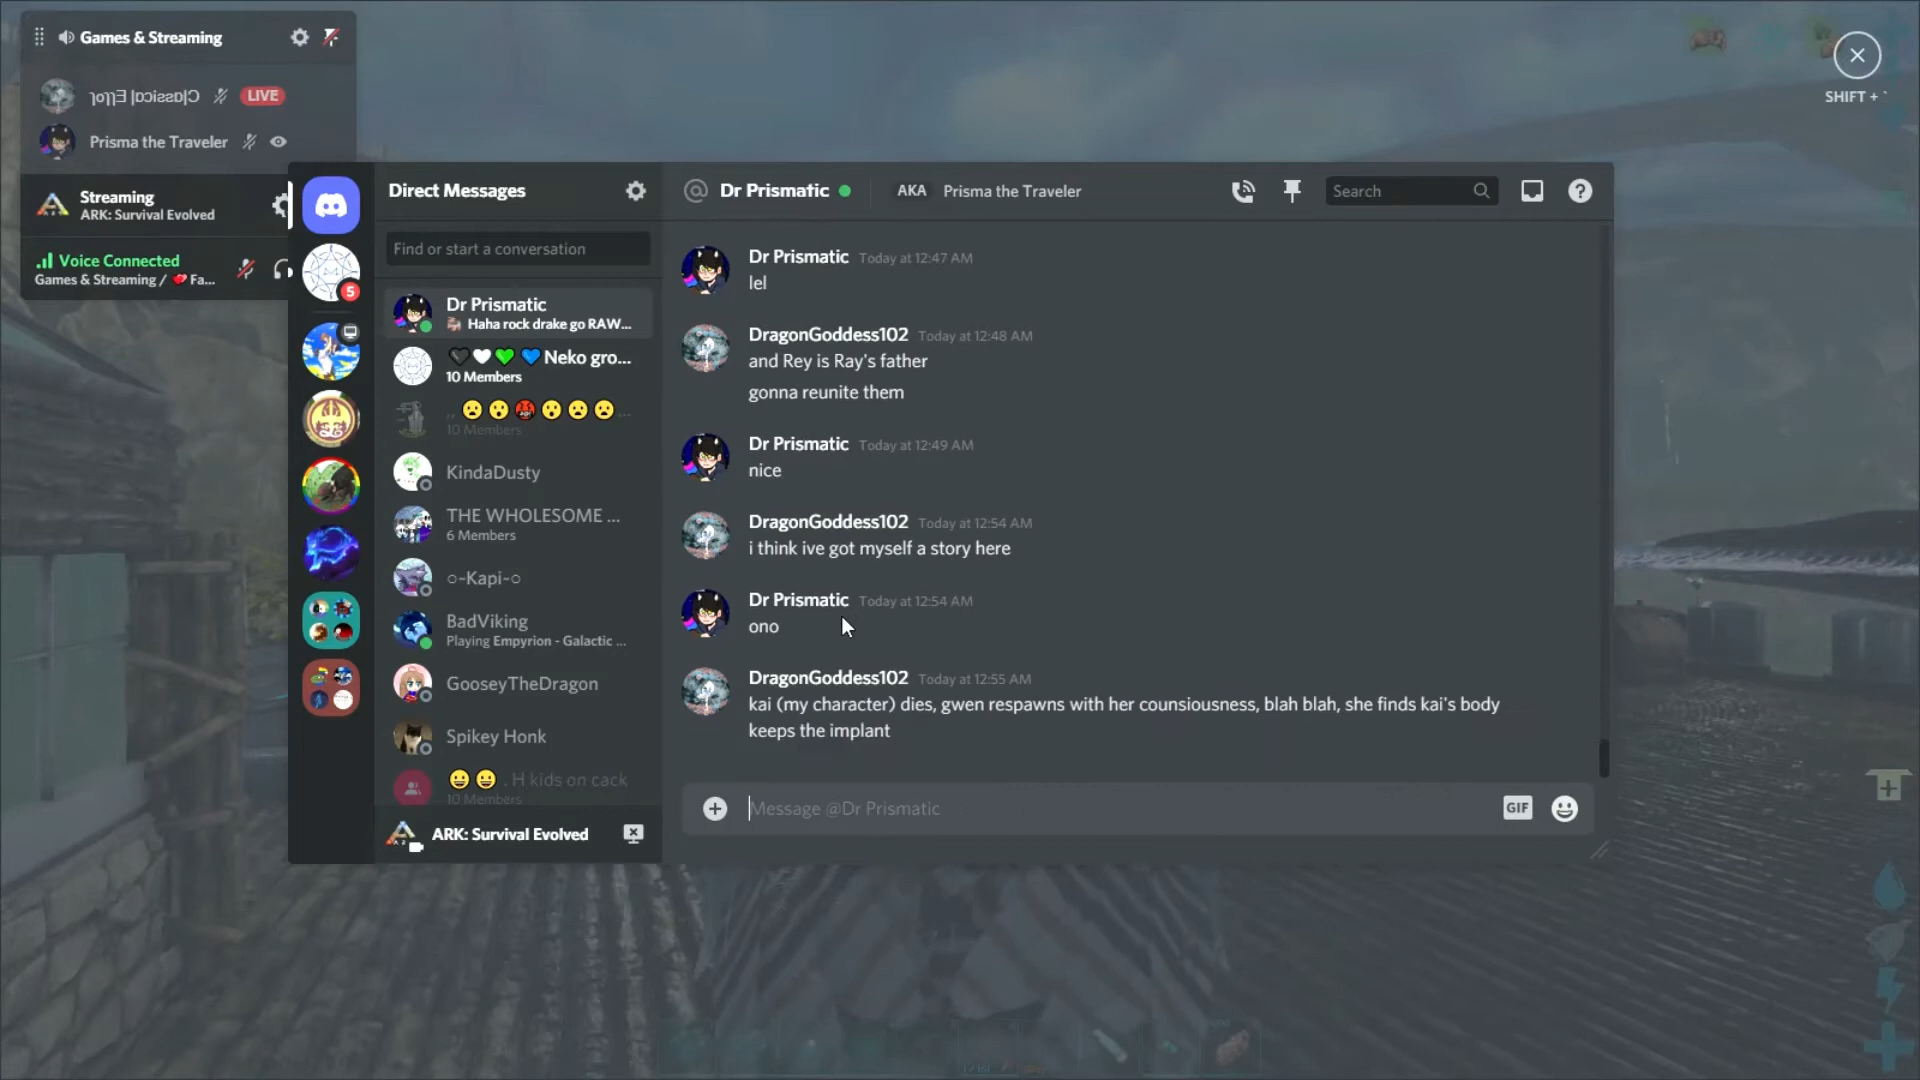 Games & Streaming
LIVE
Prisma the Traveler
Streaming
ARK: Survival Evolved
Voice Connected
Games & Streaming / ❤️ Fa...
SHIFT + `
5
Direct Messages
Find or start a conversation
Dr Prismatic
Haha rock drake go RAW...
🖤🤍💚💙 Neko gro...
10 Members
,, 😦😮🤬😮😦😦 ...
10 Members
KindaDusty
THE WHOLESOME ...
6 Members
○~Kapi~○
BadViking
Playing Empyrion - Galactic ...
GooseyTheDragon
Spikey Honk
😀😀 . H kids on cack
10 Members
ARK: Survival Evolved
Dr Prismatic
AKA Prisma the Traveler
Search
Dr Prismatic Today at 12:47 AM
lel
DragonGoddess102 Today at 12:48 AM
and Rey is Ray's father
gonna reunite them
Dr Prismatic Today at 12:49 AM
nice
DragonGoddess102 Today at 12:54 AM
i think ive got myself a story here
Dr Prismatic Today at 12:54 AM
ono
DragonGoddess102 Today at 12:55 AM
kai (my character) dies, gwen respawns with her counsiousness, blah blah, she finds kai's body
keeps the implant
Message @Dr Prismatic
GIF